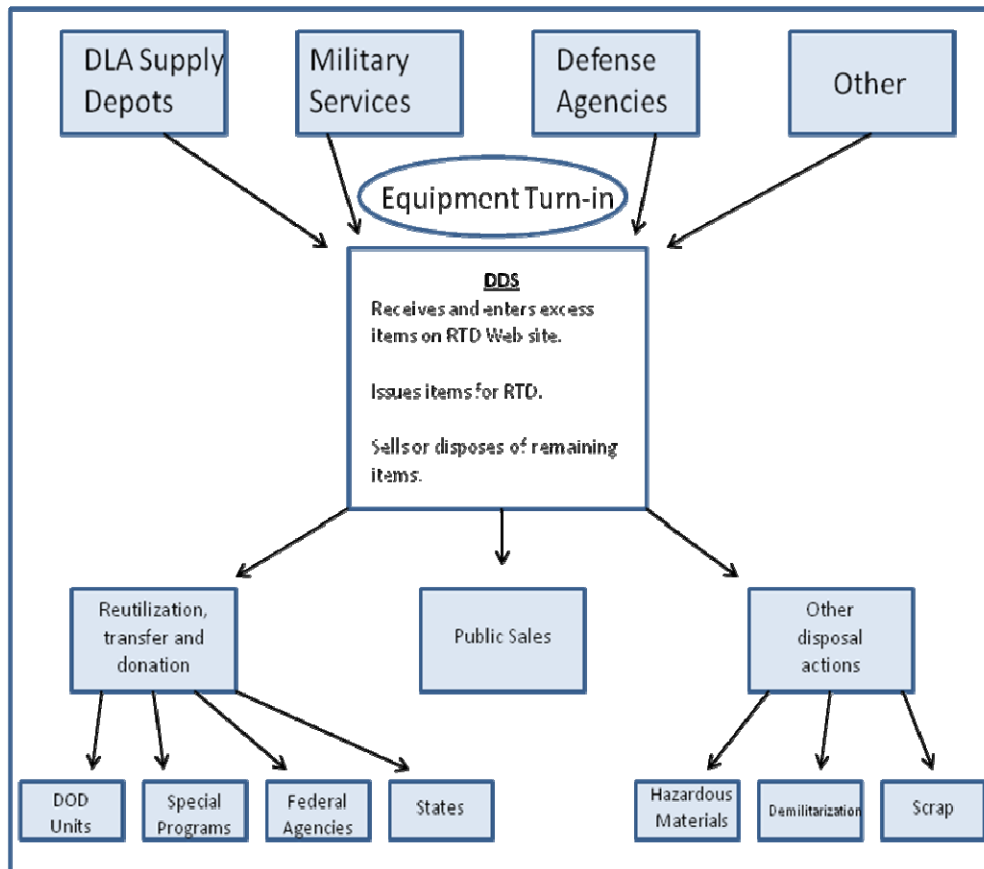 DLA Supply
Depots
Military
Services
Defense
Agencies
Other
Equipment Turn-in
DDS
Receives and enters excess
items on RTD Web site.
Issues items for RTD.
Sells or disposes of remaining
items.
Reutilization,
transfer and
donation
Public Sales
Other
disposal
actions
DOD
Units
Special
Programs
Federal
Agencies
States
Hazardous
Materials
Demilitarization
Scrap